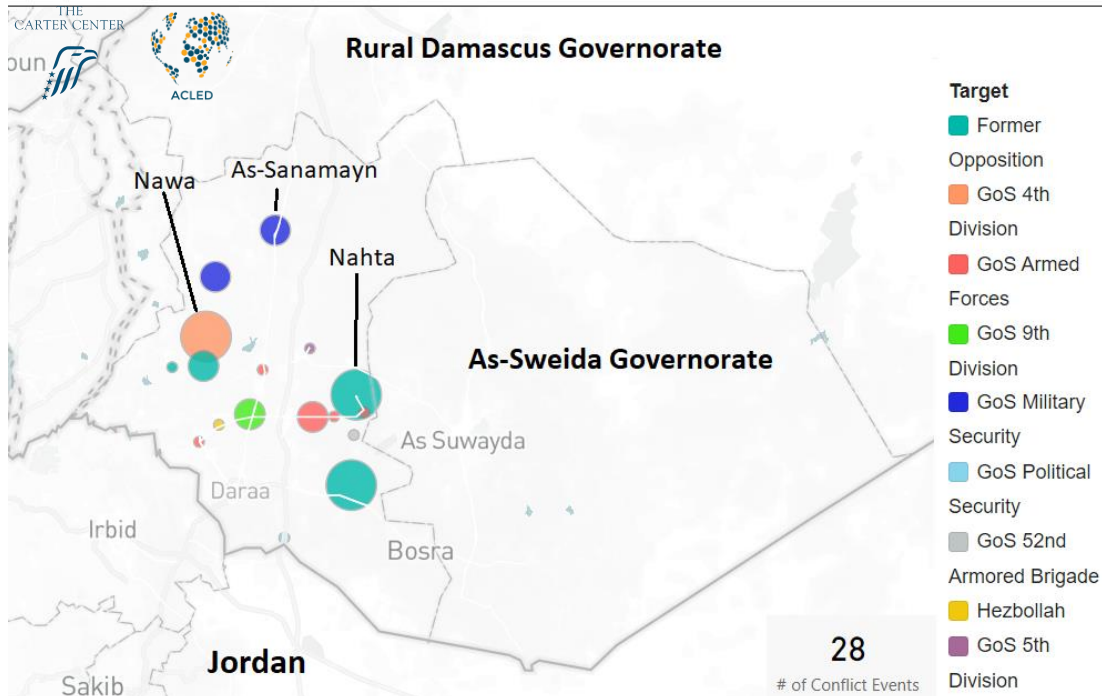 THE
CARTER CENTER
ACLED
oun
Rural Damascus Governorate
As-Sanamayn
Nawa
Nahta
As-Sweida Governorate
As Suwayda
Daraa
Irbid
Bosra
Jordan
Sakib
28
# of Conflict Events
Target
Former
Opposition
GoS 4th
Division
GoS Armed
Forces
GoS 9th
Division
GoS Military
Security
GoS Political
Security
GoS 52nd
Armored Brigade
Hezbollah
GoS 5th
Division